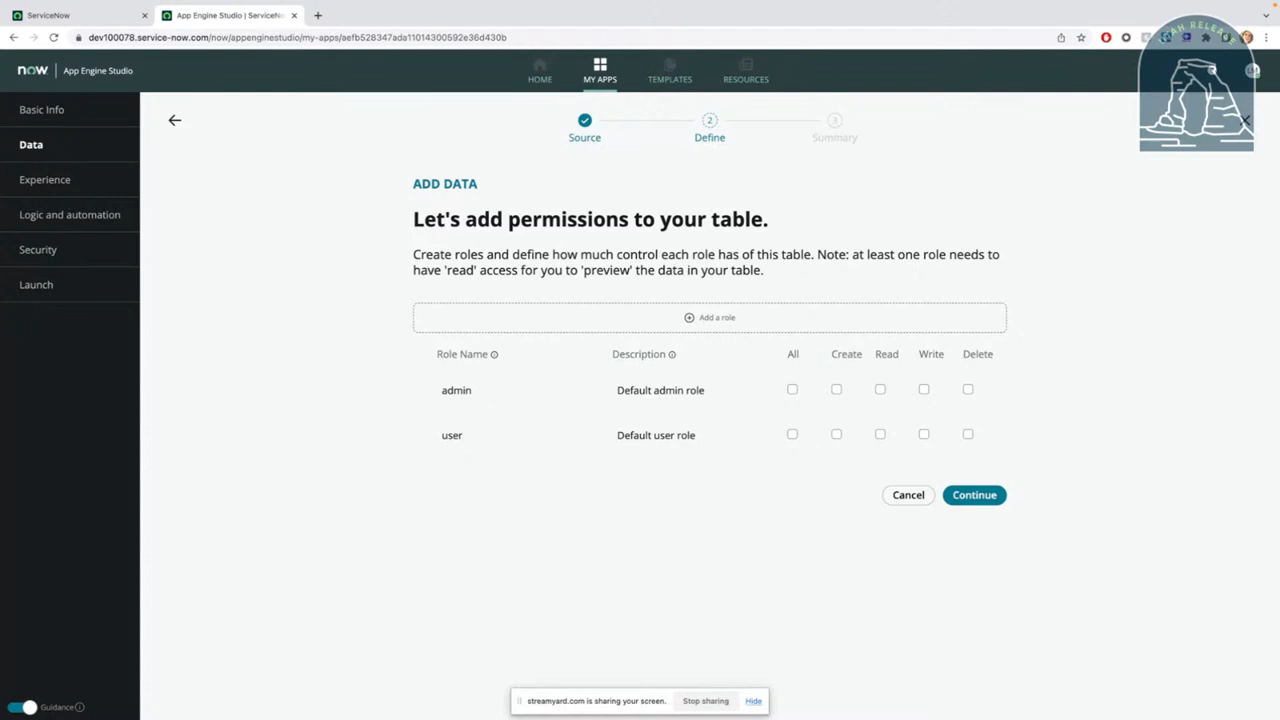 ServiceNow
App Engine Studio | ServiceNo
dev100078.service-now.com/now/appenginestudio/my-apps/aefb528347ada11014300592e36d430b
now
App Engine Studio
HOME
MY APPS
TEMPLATES
RESOURCES
RELEASE
Basic Info
Data
Experience
Logic and automation
Security
Launch
Source
2
Define
3
Summary
ADD DATA
Let's add permissions to your table.
Create roles and define how much control each role has of this table. Note: at least one role needs to
have 'read' access for you to 'preview' the data in your table.
Add a role
Role Name
Description
All
Create
Read
Write
Delete
admin
Default admin role
user
Default user role
Cancel
Continue
streamyard.com is sharing your screen.
Stop sharing
Hide
Guidance